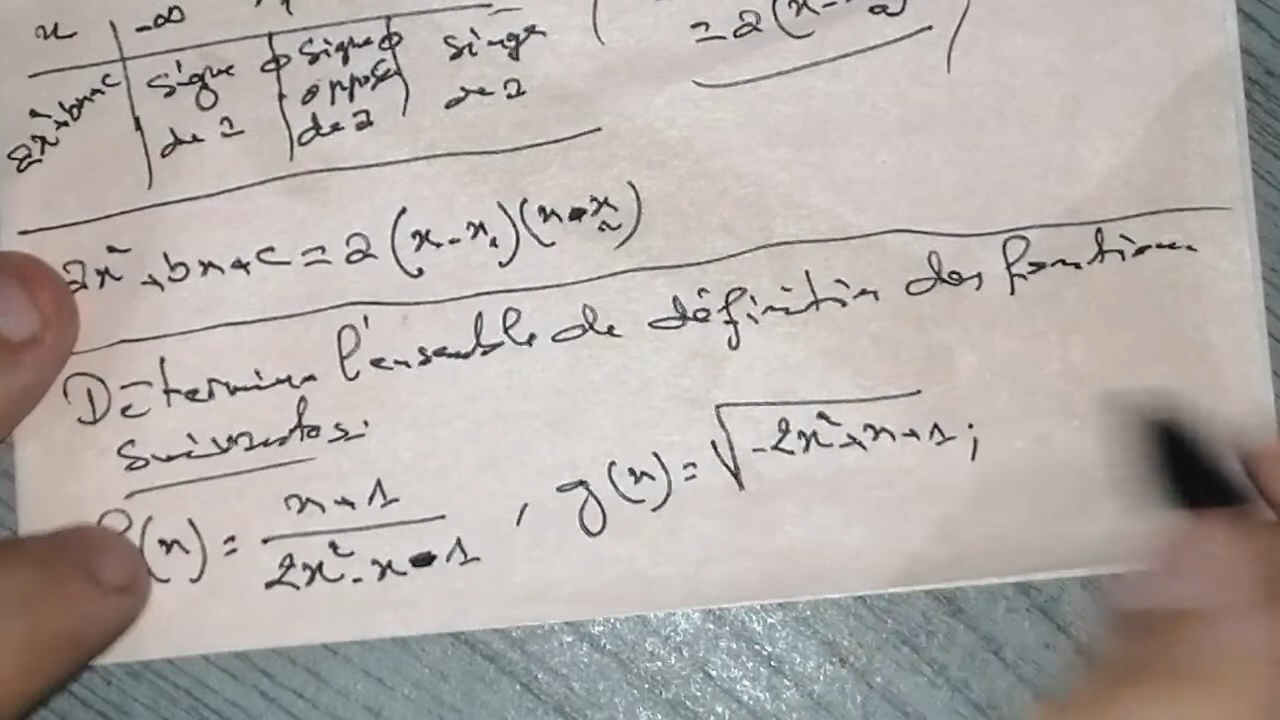 x -∞
Signe Signe Singe
ax²+bx+c opposé de a
de a de a
= a(x-
ax²+bx+c = a(x-x₁)(x-x₂)
Déterminer l'ensemble de définition des fonctions
suivantes:
f(x) = x+1 / 2x²-x-1 , g(x) = √-2x²+x+1 ;